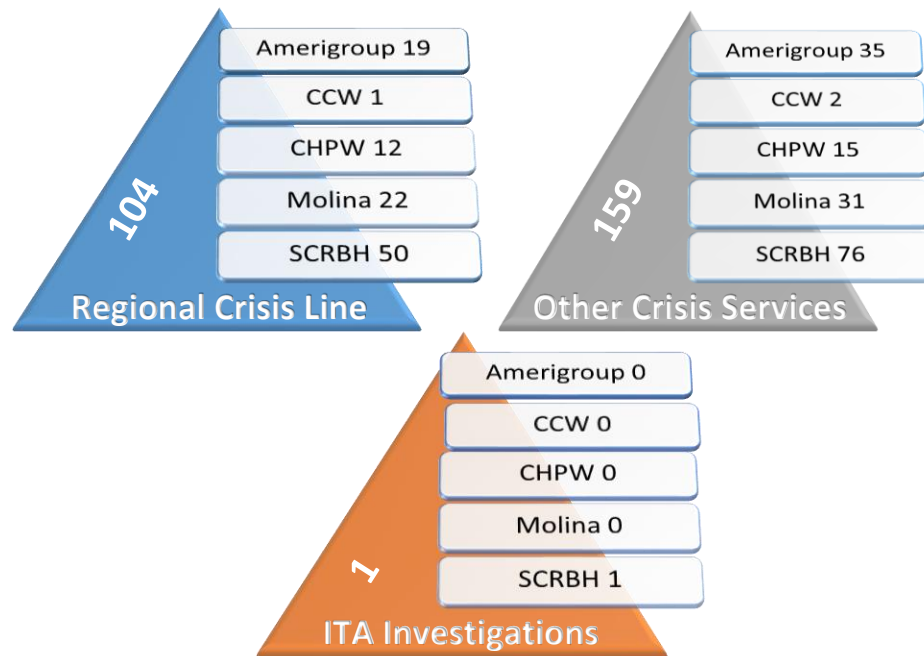 Amerigroup 19
CCW 1
CHPW 12
Molina 22
SCRBH 50
104
Regional Crisis Line
Amerigroup 35
CCW 2
CHPW 15
Molina 31
SCRBH 76
159
Other Crisis Services
Amerigroup 0
CCW 0
CHPW 0
Molina 0
SCRBH 1
1
ITA Investigations